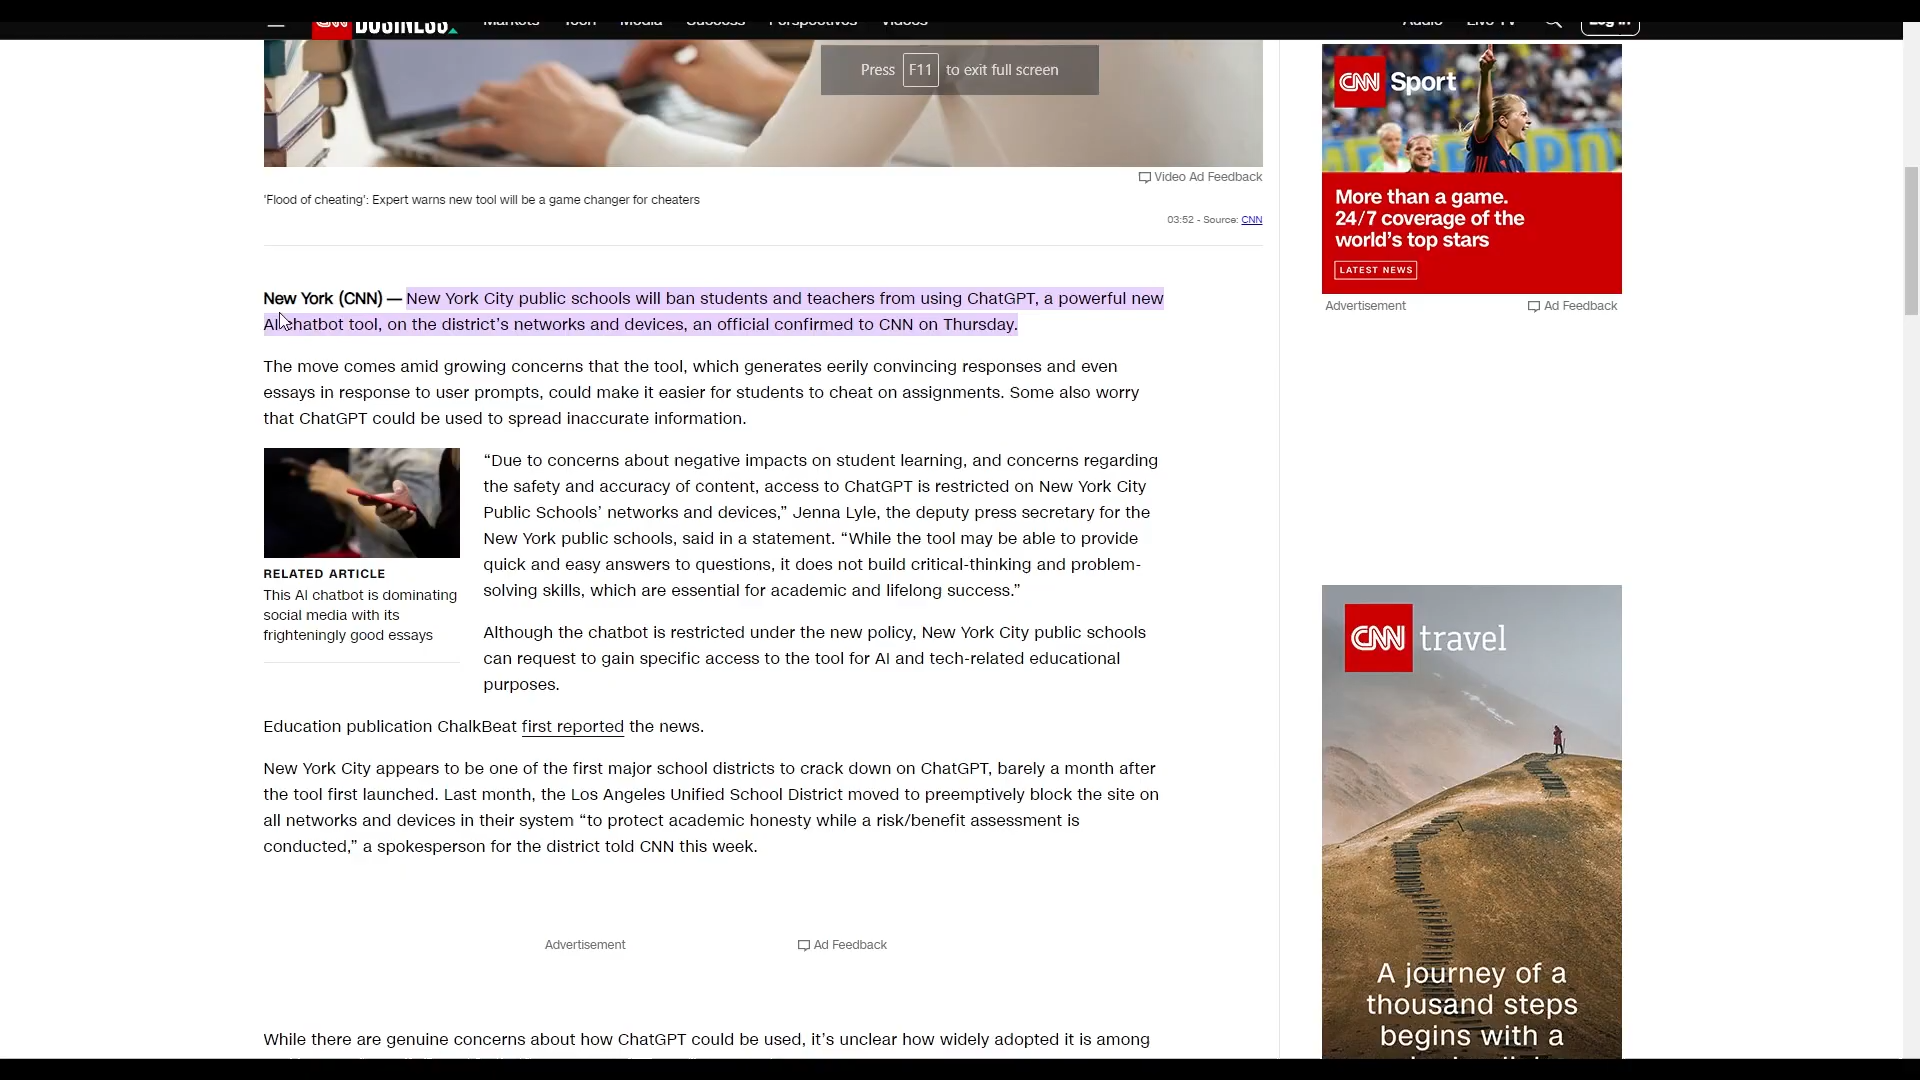 CNN BUSINESS Markets Tech Media Success Perspectives Videos Audio Live TV Log In
Press F11 to exit full screen
Video Ad Feedback
'Flood of cheating': Expert warns new tool will be a game changer for cheaters
03:52 - Source: CNN
New York (CNN) — New York City public schools will ban students and teachers from using ChatGPT, a powerful new
AI chatbot tool, on the district's networks and devices, an official confirmed to CNN on Thursday.
The move comes amid growing concerns that the tool, which generates eerily convincing responses and even
essays in response to user prompts, could make it easier for students to cheat on assignments. Some also worry
that ChatGPT could be used to spread inaccurate information.
RELATED ARTICLE
This AI chatbot is dominating
social media with its
frighteningly good essays
“Due to concerns about negative impacts on student learning, and concerns regarding
the safety and accuracy of content, access to ChatGPT is restricted on New York City
Public Schools’ networks and devices,” Jenna Lyle, the deputy press secretary for the
New York public schools, said in a statement. “While the tool may be able to provide
quick and easy answers to questions, it does not build critical-thinking and problem-
solving skills, which are essential for academic and lifelong success.”
Although the chatbot is restricted under the new policy, New York City public schools
can request to gain specific access to the tool for AI and tech-related educational
purposes.
Education publication ChalkBeat first reported the news.
New York City appears to be one of the first major school districts to crack down on ChatGPT, barely a month after
the tool first launched. Last month, the Los Angeles Unified School District moved to preemptively block the site on
all networks and devices in their system “to protect academic honesty while a risk/benefit assessment is
conducted,” a spokesperson for the district told CNN this week.
Advertisement
Ad Feedback
While there are genuine concerns about how ChatGPT could be used, it’s unclear how widely adopted it is among
CNN Sport
More than a game.
24/7 coverage of the
world's top stars
LATEST NEWS
Advertisement
Ad Feedback
CNN travel
A journey of a
thousand steps
begins with a